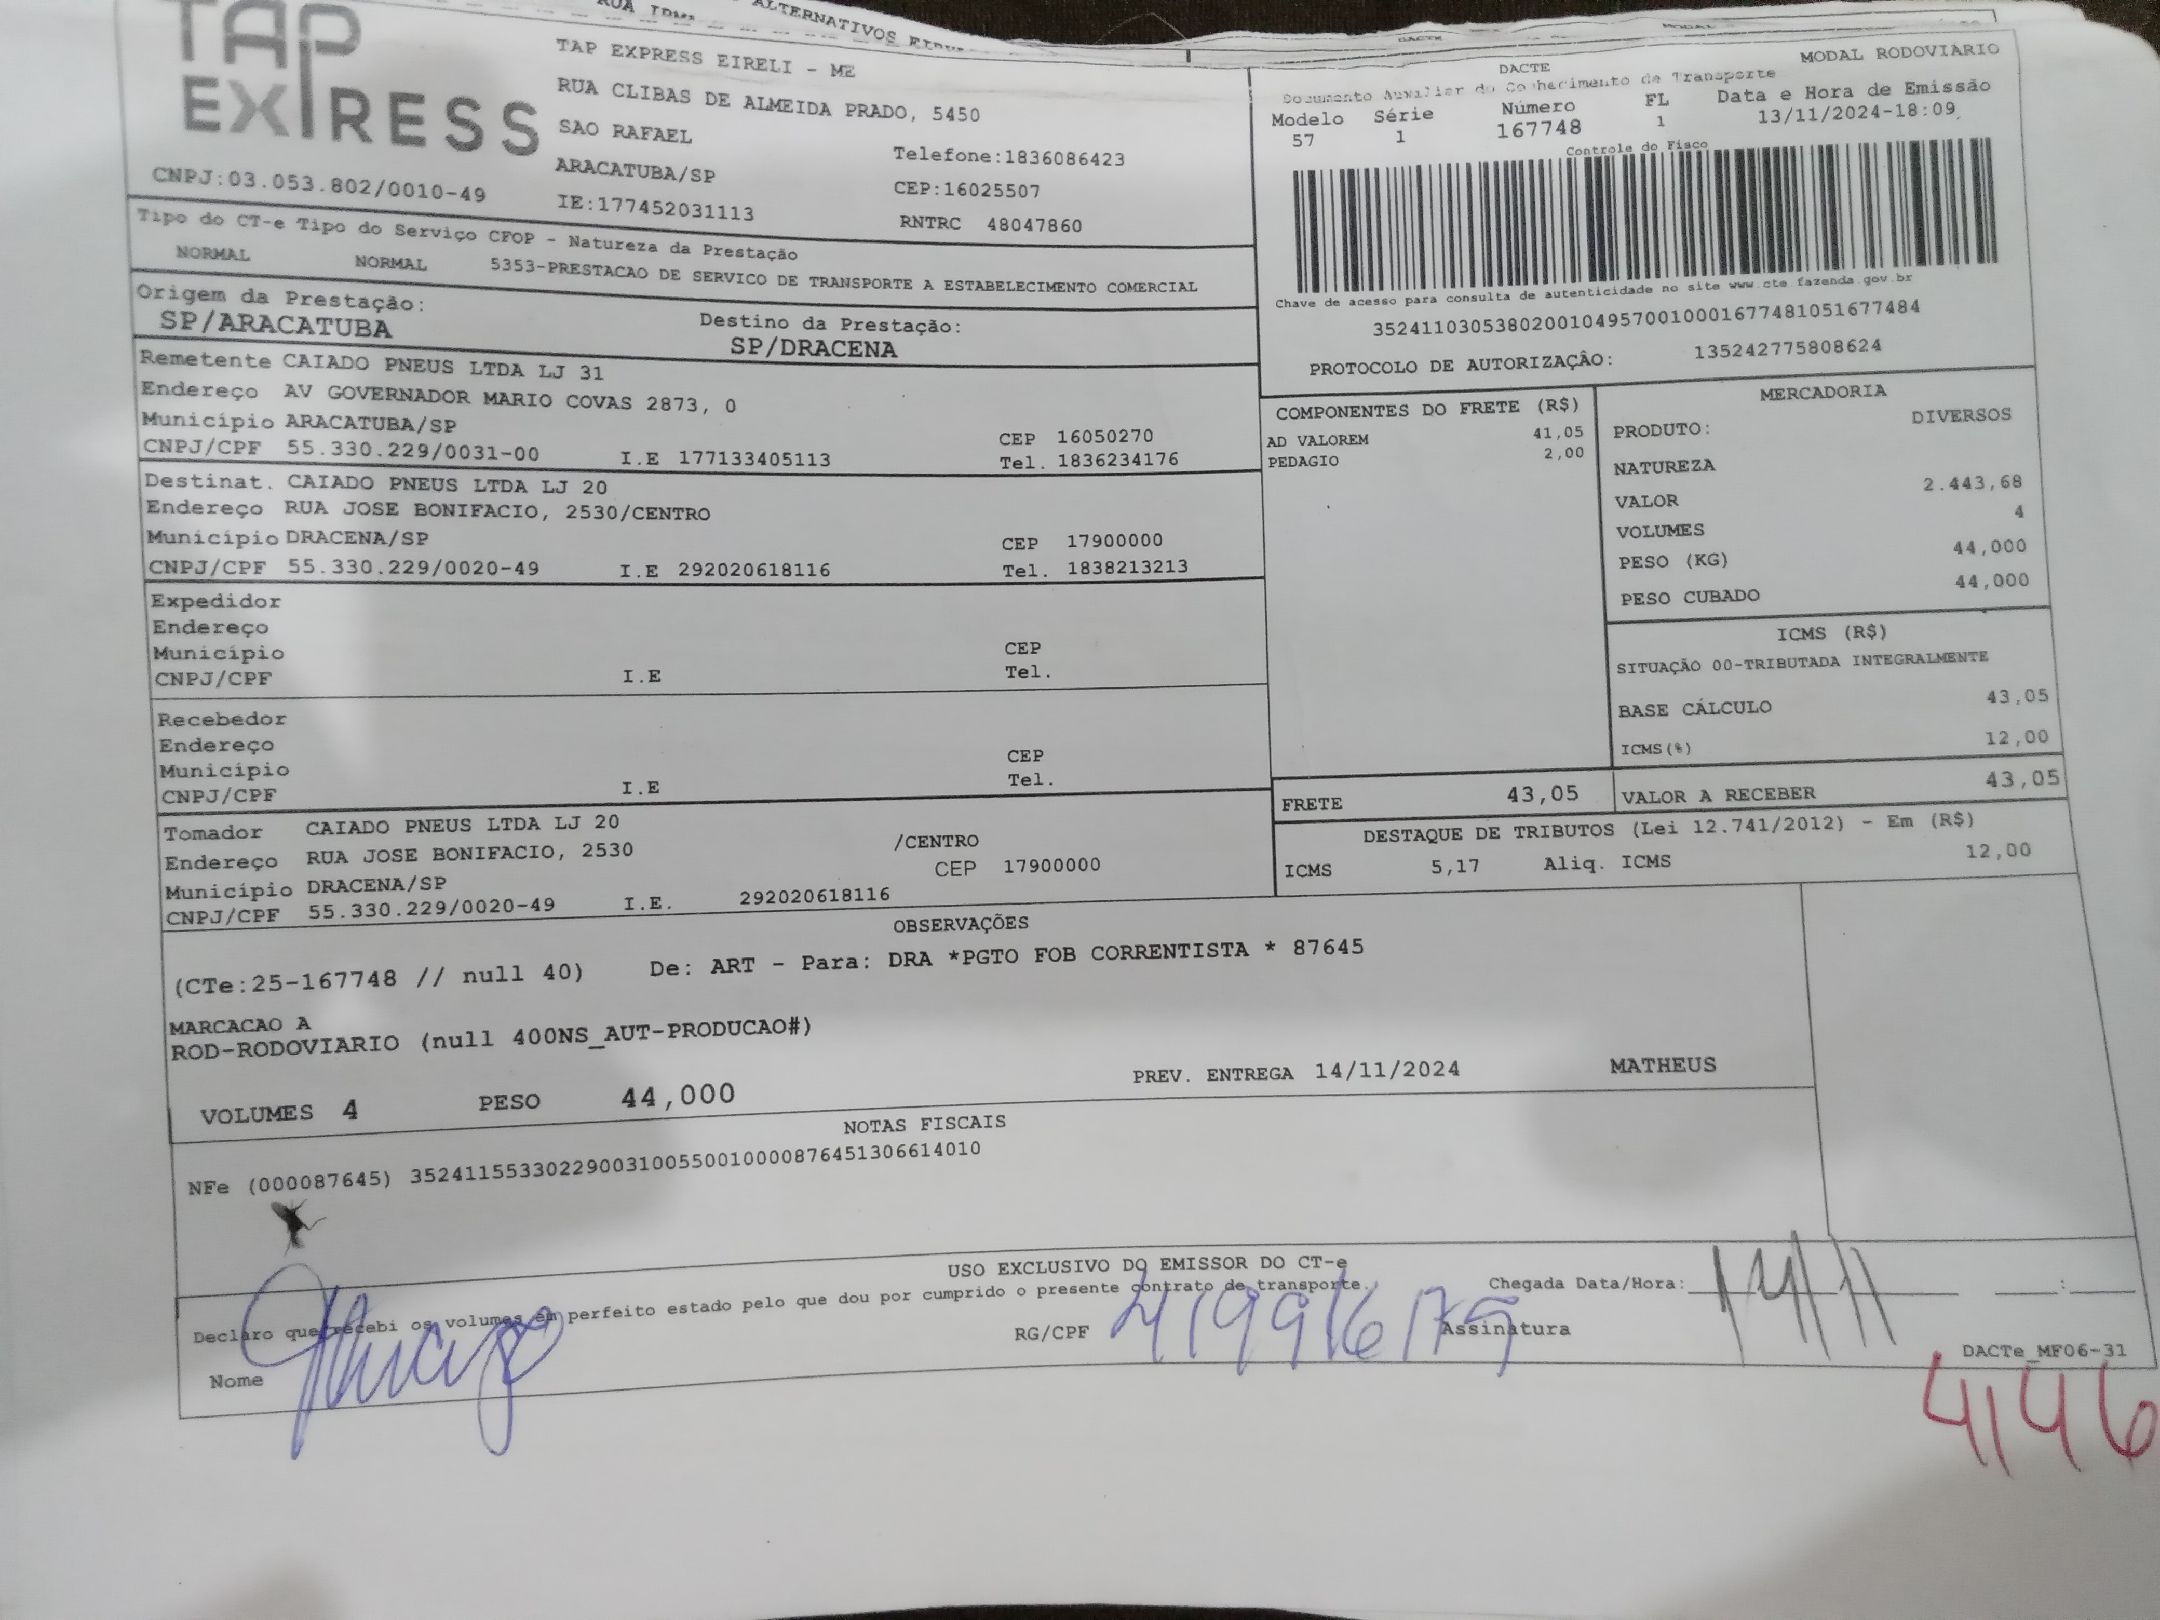 ALTERNATIVOS
TAP
EXPRESS
CNPJ:03.053.802/0010-49
TAP EXPRESS EIRELI - ME
RUA CLIBAS DE ALMEIDA PRADO, 5450
SAO RAFAEL
Telefone:1836086423
ARACATUBA/SP
CEP:16025507
IE:177452031113
RNTRC 48047860
DACTE
MODAL RODOVIARIO
Documento Auxiliar do Conhecimento de Transporte
Modelo Série Número FL Data e Hora de Emissão
57 1 167748 1 13/11/2024-18:09
Controle do Fisco
Chave de acesso para consulta de autenticidade no site www.cte.fazenda.gov.br
35241103053802001049570010001677481051677484
PROTOCOLO DE AUTORIZAÇÃO: 135242775808624
Tipo do CT-e Tipo do Serviço CFOP - Natureza da Prestação
NORMAL NORMAL 5353-PRESTACAO DE SERVICO DE TRANSPORTE A ESTABELECIMENTO COMERCIAL
Origem da Prestação: Destino da Prestação:
SP/ARACATUBA SP/DRACENA
Remetente CAIADO PNEUS LTDA LJ 31
Endereço AV GOVERNADOR MARIO COVAS 2873, 0
Município ARACATUBA/SP CEP 16050270
CNPJ/CPF 55.330.229/0031-00 I.E 177133405113 Tel. 1836234176
Destinat. CAIADO PNEUS LTDA LJ 20
Endereço RUA JOSE BONIFACIO, 2530/CENTRO
Município DRACENA/SP CEP 17900000
CNPJ/CPF 55.330.229/0020-49 I.E 292020618116 Tel. 1838213213
Expedidor
Endereço
Município CEP
CNPJ/CPF I.E Tel.
Recebedor
Endereço
Município CEP
CNPJ/CPF I.E Tel.
Tomador CAIADO PNEUS LTDA LJ 20
Endereço RUA JOSE BONIFACIO, 2530 /CENTRO
Município DRACENA/SP CEP 17900000
CNPJ/CPF 55.330.229/0020-49 I.E. 292020618116
COMPONENTES DO FRETE (R$)
AD VALOREM 41,05
PEDAGIO 2,00
MERCADORIA
PRODUTO: DIVERSOS
NATUREZA
VALOR 2.443,68
VOLUMES 4
PESO (KG) 44,000
PESO CUBADO 44,000
ICMS (R$)
SITUAÇÃO 00-TRIBUTADA INTEGRALMENTE
BASE CÁLCULO 43,05
ICMS(%) 12,00
FRETE 43,05 VALOR A RECEBER 43,05
DESTAQUE DE TRIBUTOS (Lei 12.741/2012) - Em (R$)
ICMS 5,17 Aliq. ICMS 12,00
OBSERVAÇÕES
(CTe:25-167748 // null 40) De: ART - Para: DRA *PGTO FOB CORRENTISTA * 87645
MARCACAO A
ROD-RODOVIARIO (null 400NS_AUT-PRODUCAO#)
VOLUMES 4 PESO 44,000 PREV. ENTREGA 14/11/2024 MATHEUS
NOTAS FISCAIS
NFe (000087645) 35241155330229003100550010000876451306614010
USO EXCLUSIVO DO EMISSOR DO CT-e
Declaro que recebi os volumes em perfeito estado pelo que dou por cumprido o presente contrato de transporte.
Chegada Data/Hora: 14/11 :
Nome RG/CPF 41996175 Assinatura
DACTe_MF06-31
4146